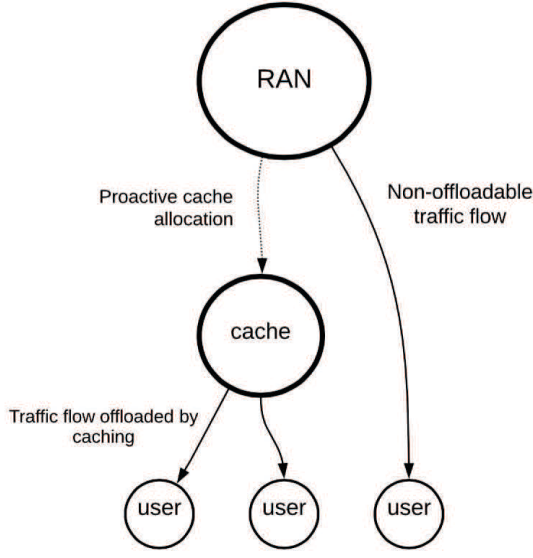 RAN
Proactive cache
allocation
Non-offloadable
traffic flow
cache
Traffic flow offloaded by
caching
user
user
user